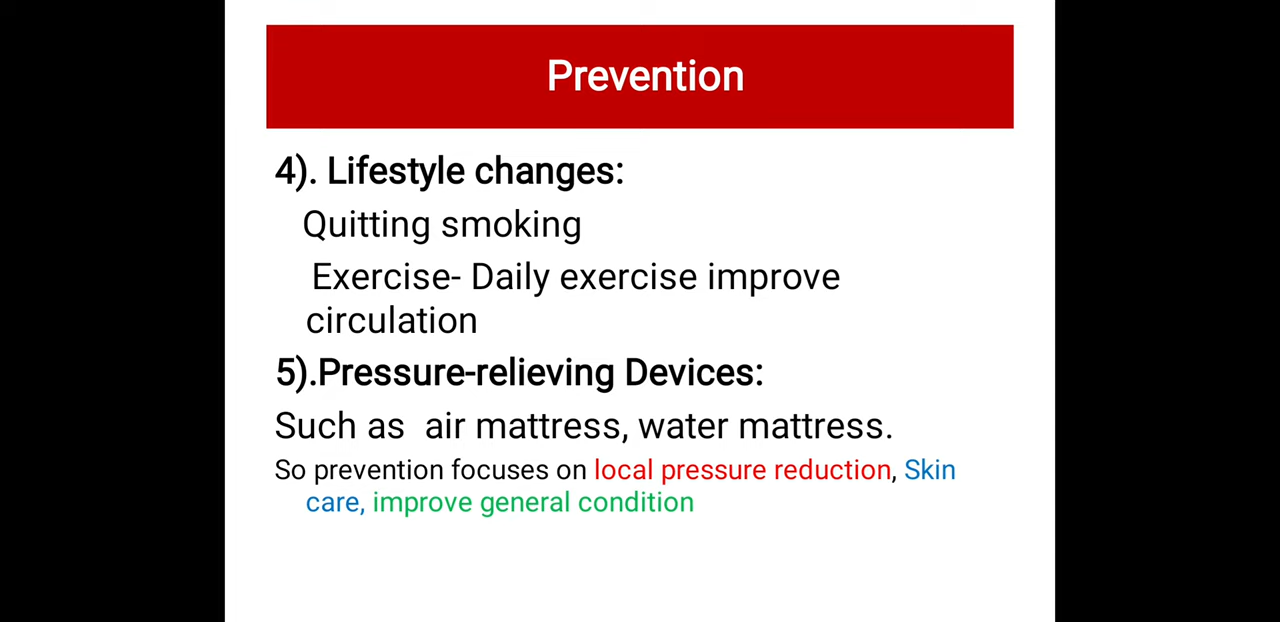 Prevention
4). Lifestyle changes:
Quitting smoking
Exercise- Daily exercise improve
circulation
5).Pressure-relieving Devices:
Such as  air mattress, water mattress.
So prevention focuses on local pressure reduction, Skin
care, improve general condition